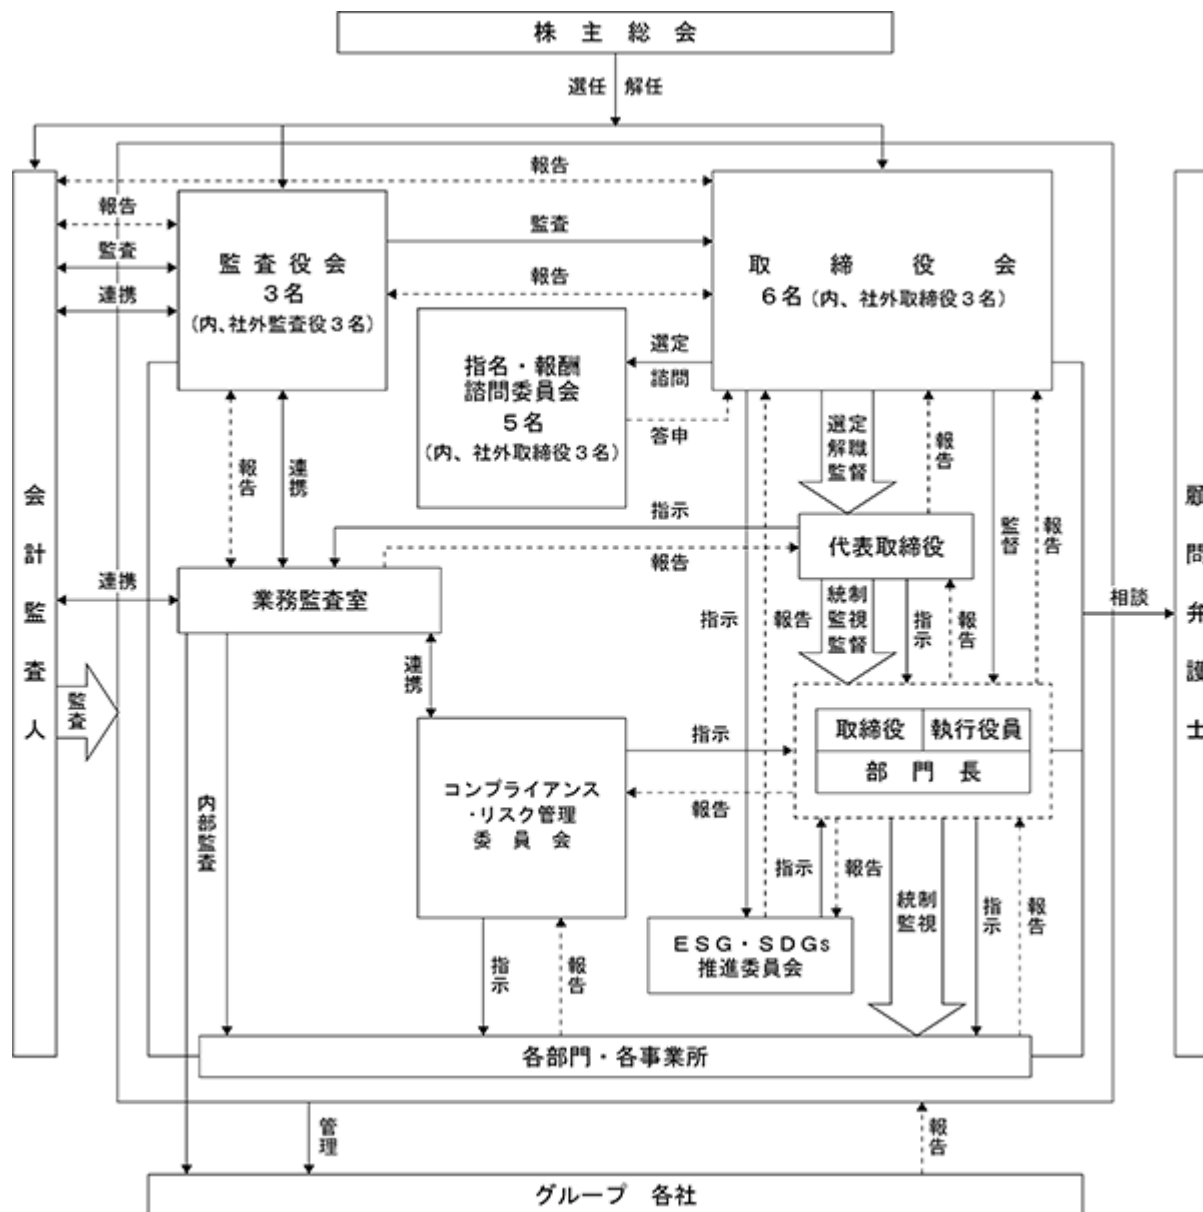 株主総会
選任 解任
報告
報告
監査
連携
監査役会
3名
(内、社外監査役3名)
監査
報告
取締役会
6名(内、社外取締役3名)
指名・報酬
諮問委員会
5名
(内、社外取締役3名)
選定
諮問
答申
選定
解職
監督
報告
監督
報告
報告
連携
指示
報告
代表取締役
会計監査人
連携
監査
業務監査室
指示
報告
統制
監視
監督
指示
報告
相談
顧問弁護士
連携
取締役 執行役員
部門長
指示
報告
コンプライアンス
・リスク管理
委員会
内部監査
指示
報告
指示
報告
ESG・SDGs
推進委員会
統制
監視
指示
報告
各部門・各事業所
管理
報告
グループ 各社